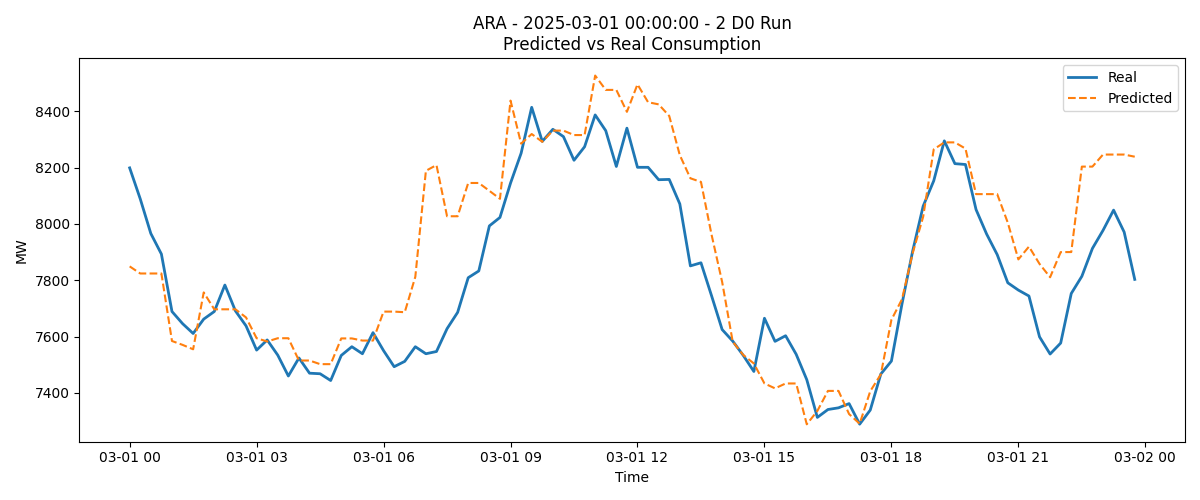 ARA - 2025-03-01 00:00:00 - 2 D0 Run
Predicted vs Real Consumption
Real
Predicted
MW
8400
8200
8000
7800
7600
7400
03-01 00
03-01 03
03-01 06
03-01 09
03-01 12
03-01 15
03-01 18
03-01 21
03-02 00
Time